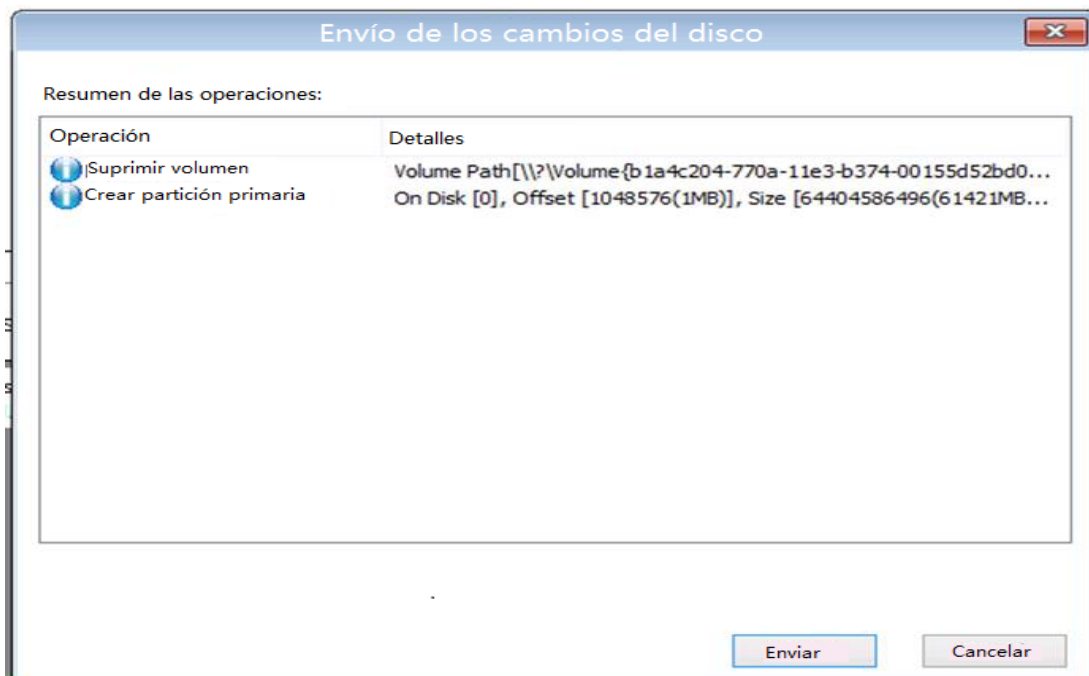 Envío de los cambios del disco
Resumen de las operaciones:
Operación Detalles
Suprimir volumen Volume Path[\\?\Volume{b1a4c204-770a-11e3-b374-00155d52bd0...
Crear partición primaria On Disk [0], Offset [1048576(1MB)], Size [64404586496(61421MB...
Enviar Cancelar